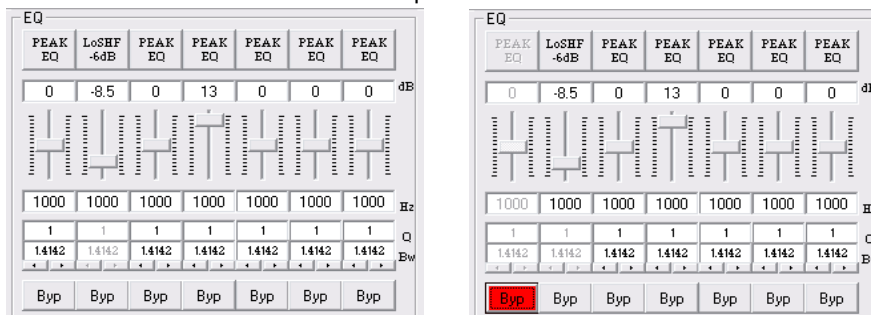 EQ
PEAK EQ LoSHF -6dB PEAK EQ PEAK EQ PEAK EQ PEAK EQ PEAK EQ
0 -8.5 0 13 0 0 0 dB
1000 1000 1000 1000 1000 1000 1000 Hz
1 1 1 1 1 1 1 Q
1.4142 1.4142 1.4142 1.4142 1.4142 1.4142 1.4142 Bw
Byp Byp Byp Byp Byp Byp Byp
EQ
PEAK EQ LoSHF -6dB PEAK EQ PEAK EQ PEAK EQ PEAK EQ PEAK EQ
0 -8.5 0 13 0 0 0
1000 1000 1000 1000 1000 1000 1000
1 1 1 1 1 1 1
1.4142 1.4142 1.4142 1.4142 1.4142 1.4142 1.4142
Byp Byp Byp Byp Byp Byp Byp